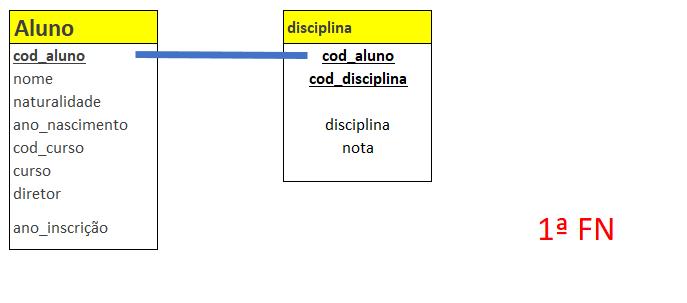 Aluno
cod_aluno
nome
naturalidade
ano_nascimento
cod_curso
curso
diretor
ano_inscrição
disciplina
cod_aluno
cod_disciplina
disciplina
nota
1ª FN